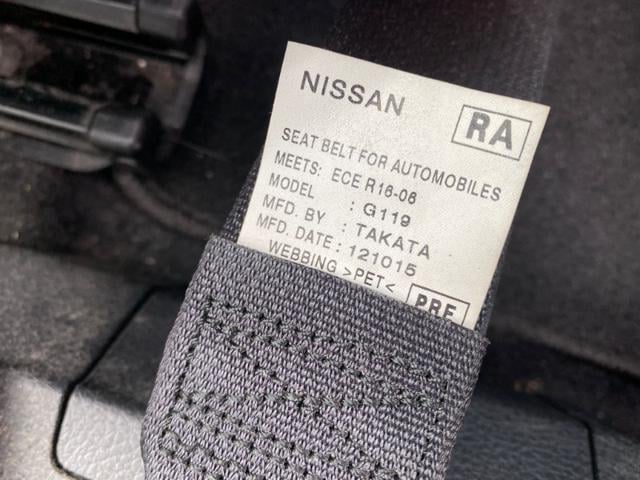 NISSAN
RA
SEAT BELT FOR AUTOMOBILES
MEETS: ECE R16-06
MODEL : G119
MFD. BY : TAKATA
MFD. DATE : 121015
WEBBING >PET<
PRE